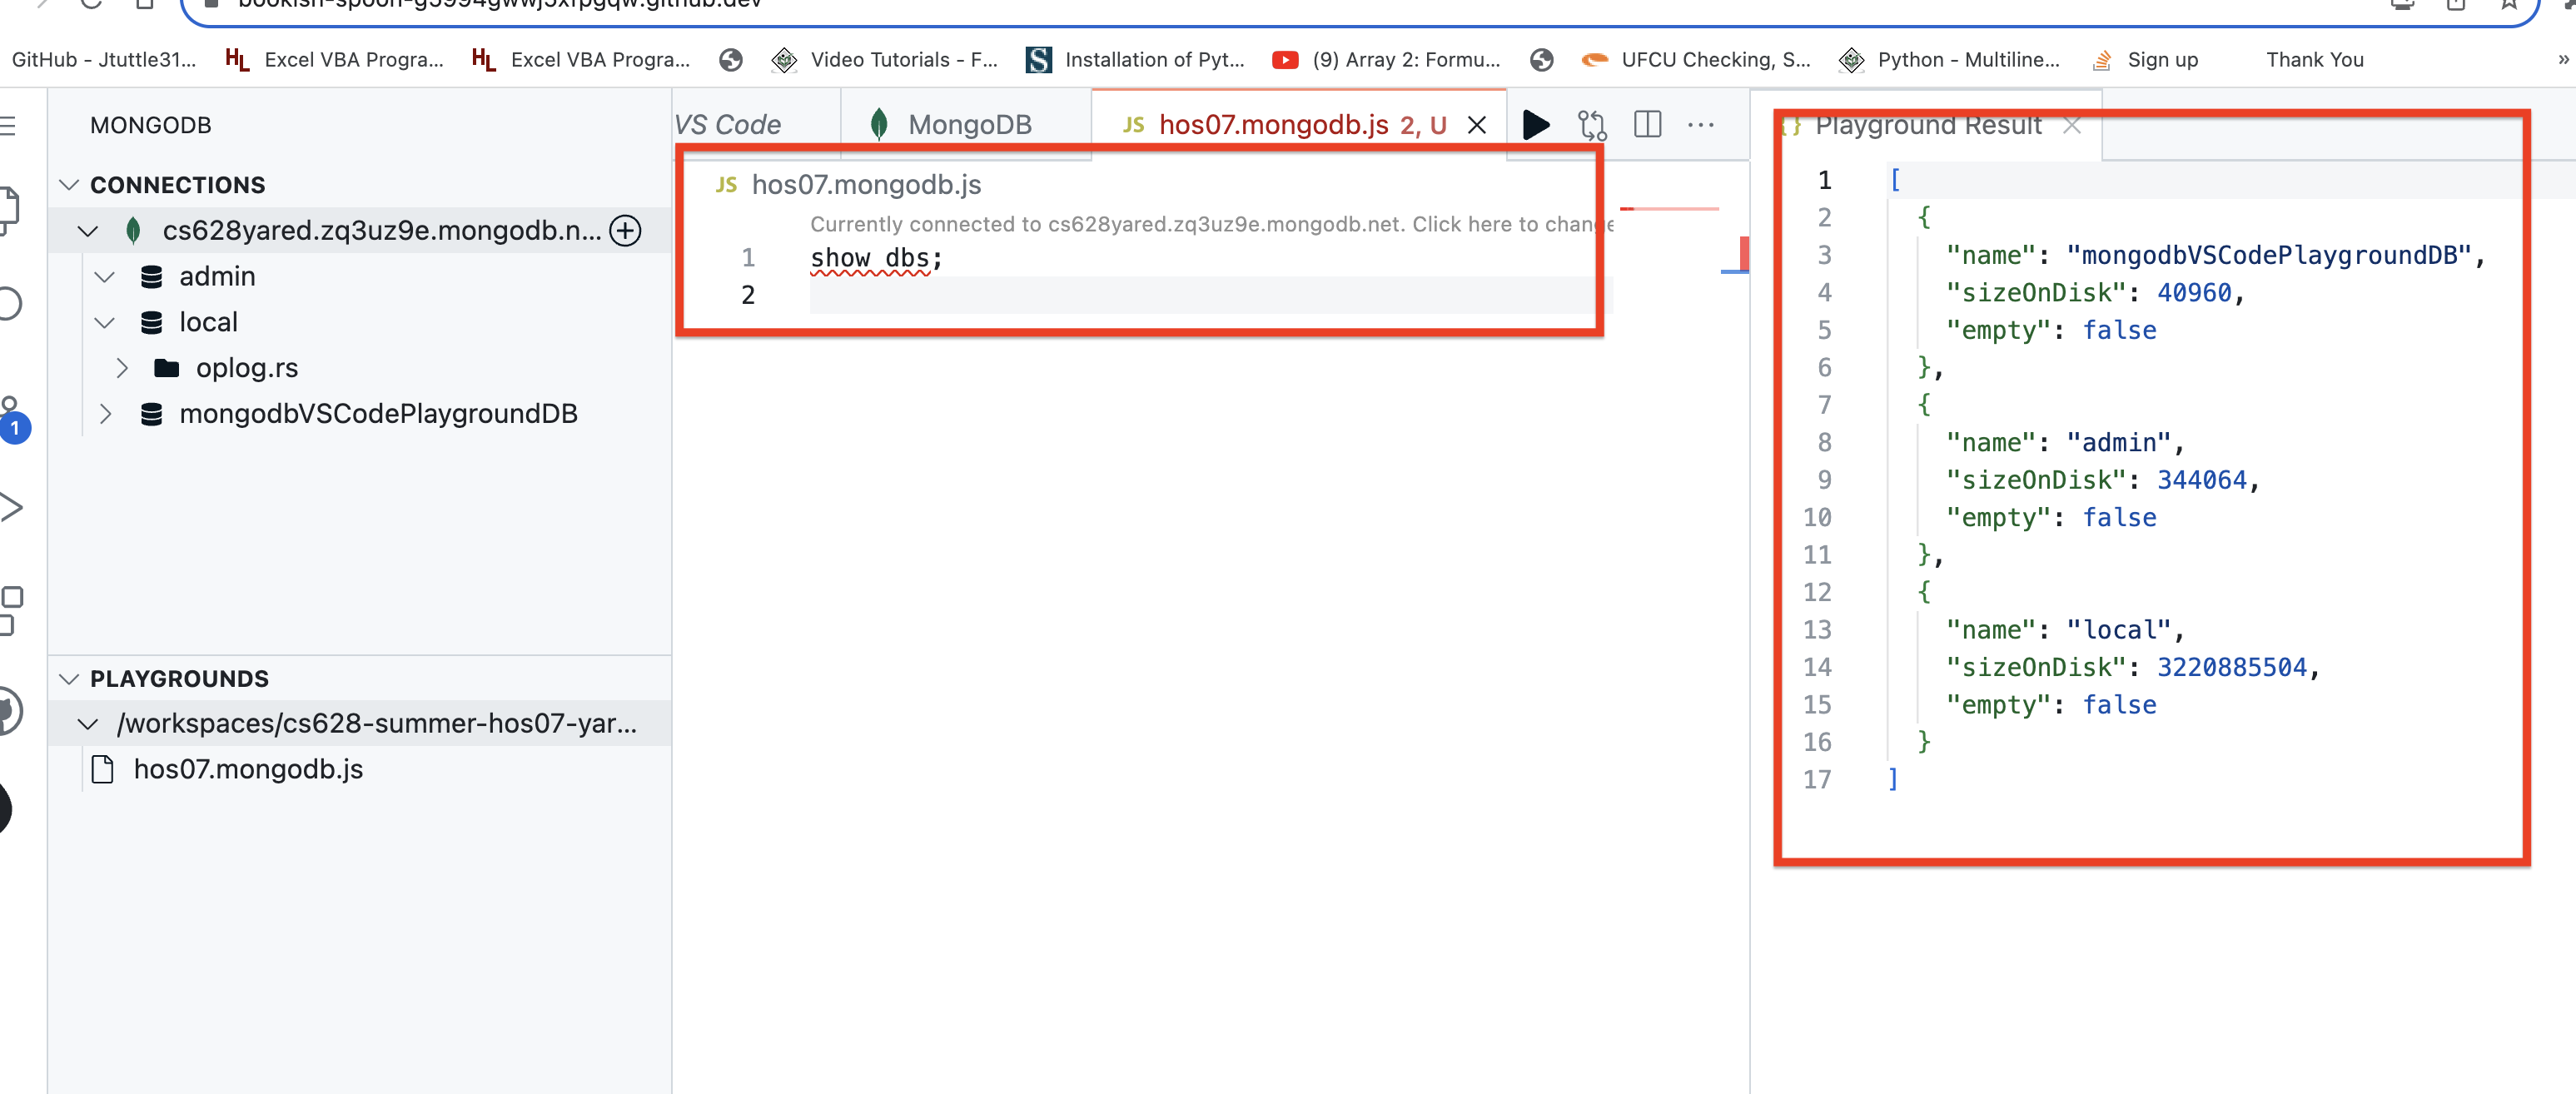 GitHub - Jtuttle31... Excel VBA Progra... Excel VBA Progra... Video Tutorials - F... Installation of Pyt... (9) Array 2: Formu... UFCU Checking, S... Python - Multiline... Sign up Thank You »
MONGODB
CONNECTIONS
cs628yared.zq3uz9e.mongodb.n...
admin
local
oplog.rs
mongodbVSCodePlaygroundDB
1
PLAYGROUNDS
/workspaces/cs628-summer-hos07-yar...
hos07.mongodb.js
VS Code MongoDB JS hos07.mongodb.js 2, U
JS hos07.mongodb.js
Currently connected to cs628yared.zq3uz9e.mongodb.net. Click here to change
1 show dbs;
2
{} Playground Result
1 [
2 {
3 "name": "mongodbVSCodePlaygroundDB",
4 "sizeOnDisk": 40960,
5 "empty": false
6 },
7 {
8 "name": "admin",
9 "sizeOnDisk": 344064,
10 "empty": false
11 },
12 {
13 "name": "local",
14 "sizeOnDisk": 3220885504,
15 "empty": false
16 }
17 ]